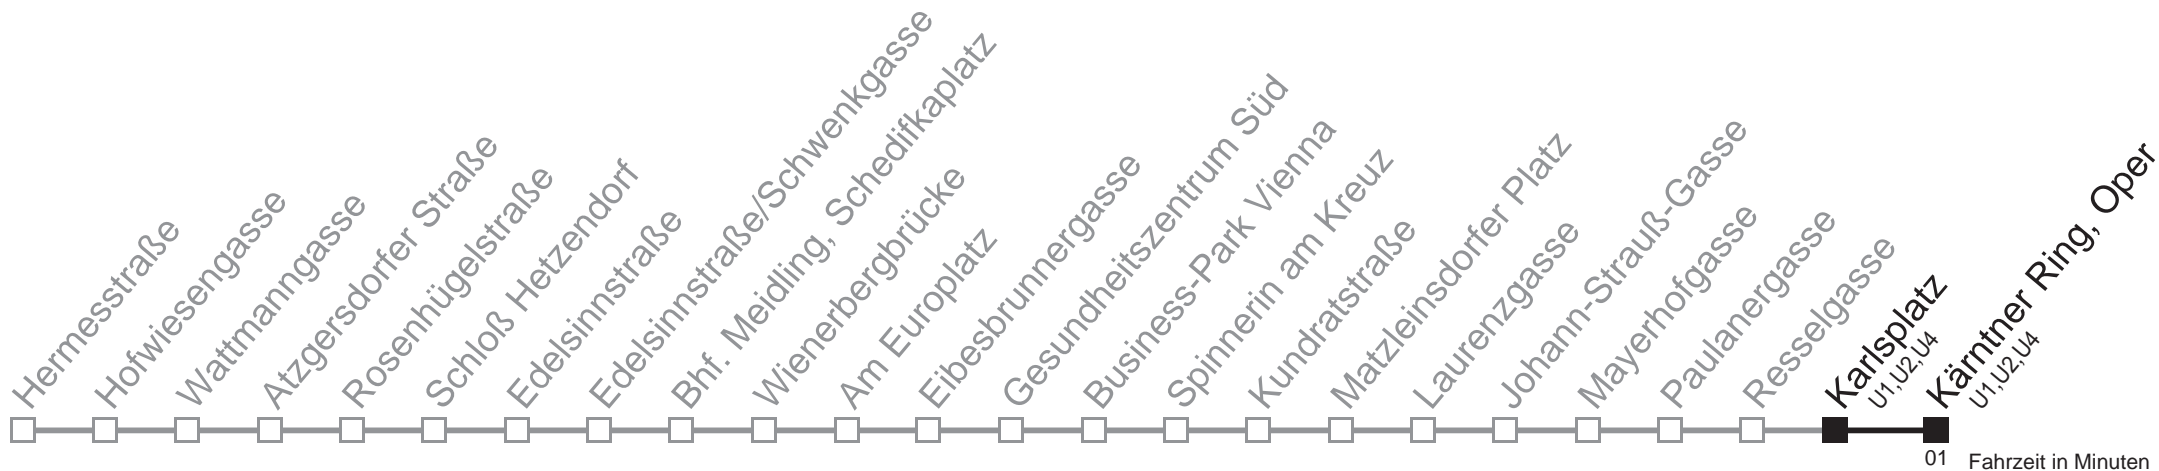 Hermesstraße
Hofwiesengasse
Wattmanngasse
Atzgersdorfer Straße
Rosenhügelstraße
Schloß Hetzendorf
Edelsinnstraße
Edelsinnstraße/Schwenkgasse
Bhf. Meidling, Schedifkaplatz
Wienerbergbrücke
Am Europlatz
Eibesbrunnergasse
Gesundheitszentrum Süd
Business-Park Vienna
Spinnerin am Kreuz
Kundratstraße
Matzleinsdorfer Platz
Laurenzgasse
Johann-Strauß-Gasse
Mayerhofgasse
Paulanergasse
Resselgasse
Karlsplatz
U1,U2,U4
Kärntner Ring, Oper
U1,U2,U4
01 Fahrzeit in Minuten